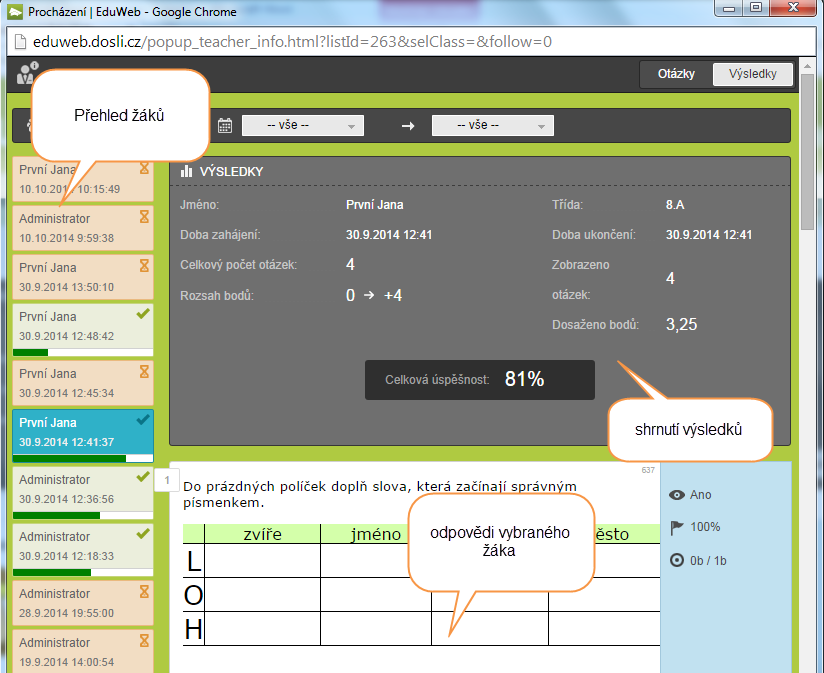 Procházení | EduWeb - Google Chrome
eduweb.dosli.cz/popup_teacher_info.html?listId=263&selClass=&follow=0
Otázky
Výsledky
Přehled žáků
-- vše --
-- vše --
První Jana
10.10.2014 10:15:49
Administrator
10.10.2014 9:59:38
První Jana
30.9.2014 13:50:10
První Jana
30.9.2014 12:48:42
První Jana
30.9.2014 12:45:34
První Jana
30.9.2014 12:41:37
Administrator
30.9.2014 12:36:56
Administrator
30.9.2014 12:18:33
Administrator
28.9.2014 19:55:00
Administrator
19.9.2014 14:00:54
VÝSLEDKY
Jméno: První Jana
Třída: 8.A
Doba zahájení: 30.9.2014 12:41
Doba ukončení: 30.9.2014 12:41
Celkový počet otázek: 4
Zobrazeno
otázek: 4
Rozsah bodů: 0 → +4
Dosaženo bodů: 3,25
Celková úspěšnost: 81%
shrnutí výsledků
1
637
Do prázdných políček doplň slova, která začínají správným
písmenkem.
zvíře jméno ěsto
L
O
H
odpovědi vybraného
žáka
Ano
100%
0b / 1b